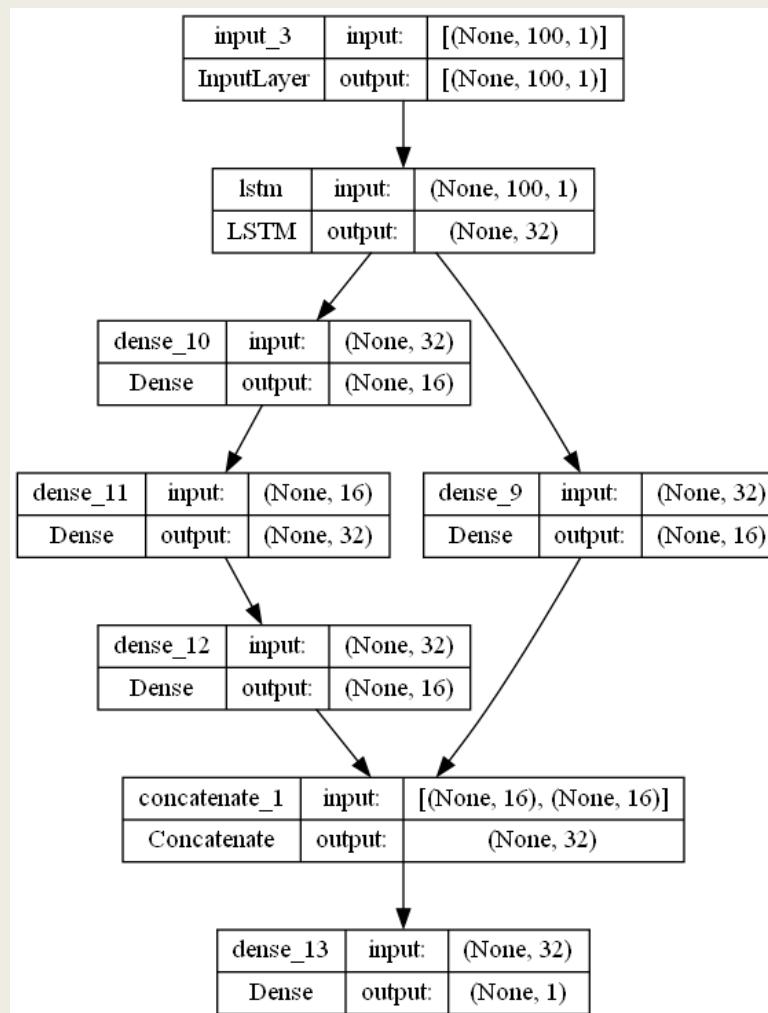 input_3 input: [(None, 100, 1)]
InputLayer output: [(None, 100, 1)]
lstm input: (None, 100, 1)
LSTM output: (None, 32)
dense_10 input: (None, 32)
Dense output: (None, 16)
dense_11 input: (None, 16)
Dense output: (None, 32)
dense_9 input: (None, 32)
Dense output: (None, 16)
dense_12 input: (None, 32)
Dense output: (None, 16)
concatenate_1 input: [(None, 16), (None, 16)]
Concatenate output: (None, 32)
dense_13 input: (None, 32)
Dense output: (None, 1)